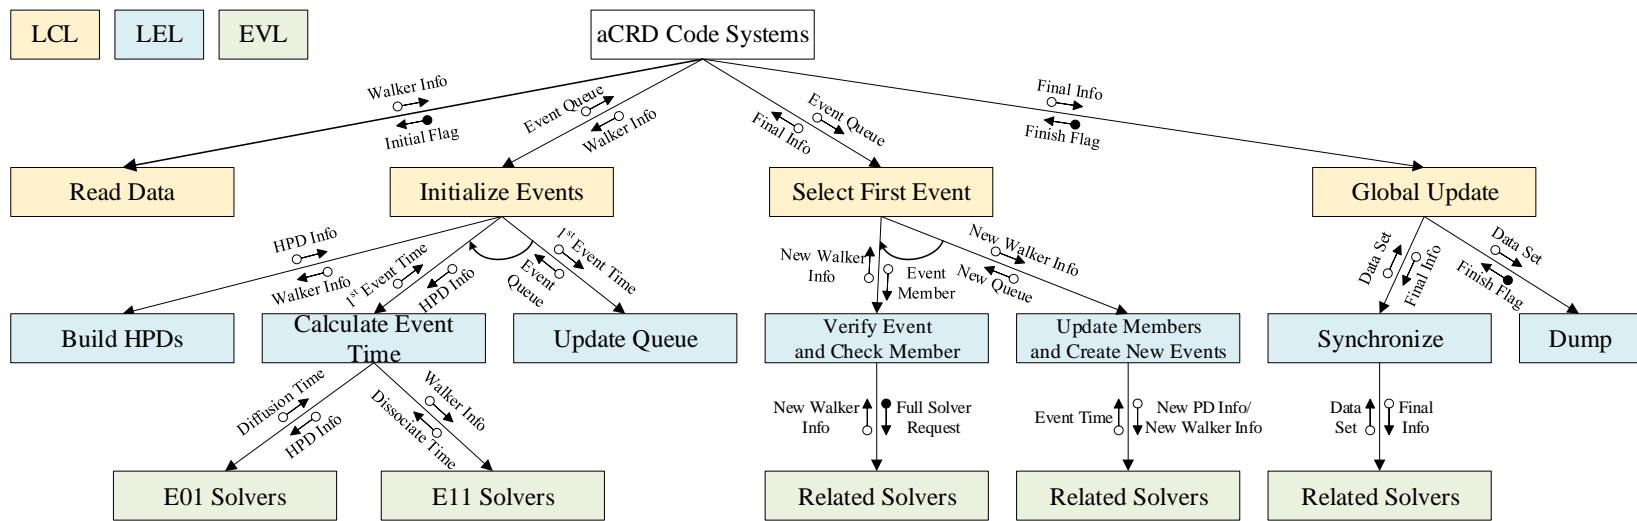 LCL
LEL
EVL
aCRD Code Systems
Walker Info
Initial Flag
Event Queue
Walker Info
Final Info
Event Queue
Final Info
Finish Flag
Read Data
Initialize Events
Select First Event
Global Update
HPD Info
Walker Info
1st Event Time
HPD Info
Event
Queue
1st Event Time
New Walker
Info
Event
Member
New Walker Info
New Queue
Data Set
Final Info
Data Set
Finish Flag
Build HPDs
Calculate Event
Time
Update Queue
Verify Event
and Check Member
Update Members
and Create New Events
Synchronize
Dump
Diffusion Time
HPD Info
Walker Info
Dissociate Time
New Walker
Info
Full Solver
Request
Event Time
New PD Info/
New Walker Info
Data
Set
Final
Info
E01 Solvers
E11 Solvers
Related Solvers
Related Solvers
Related Solvers